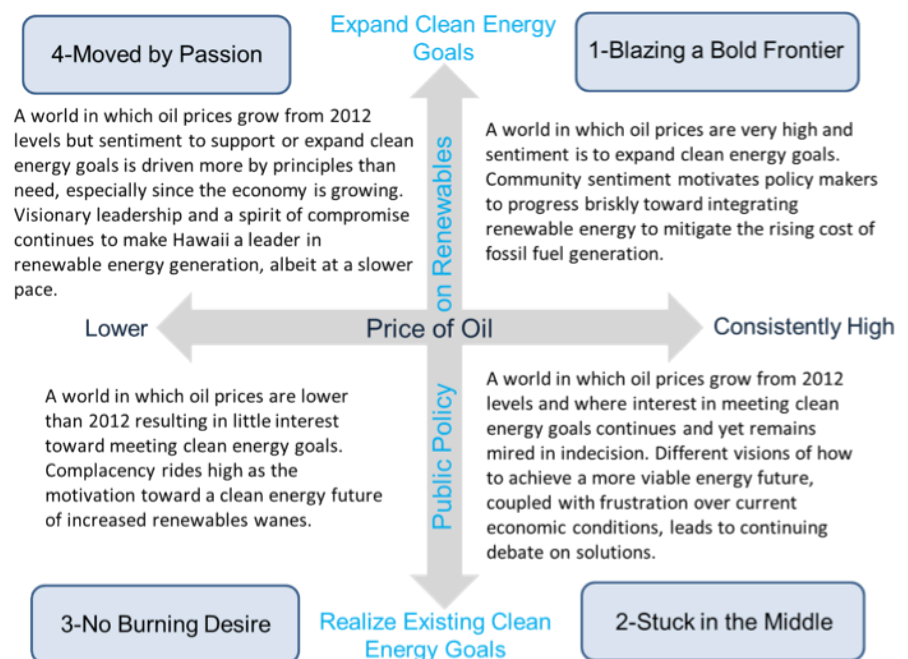 Expand Clean Energy
Goals
4-Moved by Passion
1-Blazing a Bold Frontier
A world in which oil prices grow from 2012
levels but sentiment to support or expand clean
energy goals is driven more by principles than
need, especially since the economy is growing.
Visionary leadership and a spirit of compromise
continues to make Hawaii a leader in
renewable energy generation, albeit at a slower
pace.
A world in which oil prices are very high and
sentiment is to expand clean energy goals.
Community sentiment motivates policy makers
to progress briskly toward integrating
renewable energy to mitigate the rising cost of
fossil fuel generation.
Public Policy on Renewables
Lower
Price of Oil
Consistently High
A world in which oil prices are lower
than 2012 resulting in little interest
toward meeting clean energy goals.
Complacency rides high as the
motivation toward a clean energy future
of increased renewables wanes.
A world in which oil prices grow from 2012
levels and where interest in meeting clean
energy goals continues and yet remains
mired in indecision. Different visions of how
to achieve a more viable energy future,
coupled with frustration over current
economic conditions, leads to continuing
debate on solutions.
3-No Burning Desire
Realize Existing Clean
Energy Goals
2-Stuck in the Middle